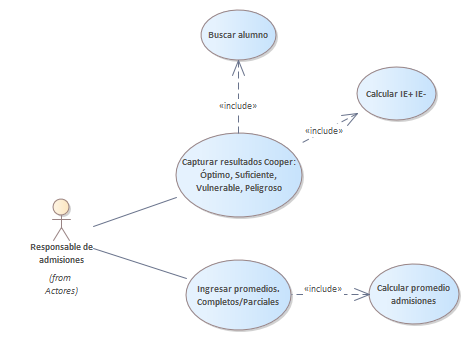 Buscar alumno
«include»
Calcular IE+ IE-
«include»
Capturar resultados Cooper:
Óptimo, Suficiente,
Vulnerable, Peligroso
Responsable de
admisiones
(from
Actores)
Ingresar promedios.
Completos/Parciales
«include»
Calcular promedio
admisiones